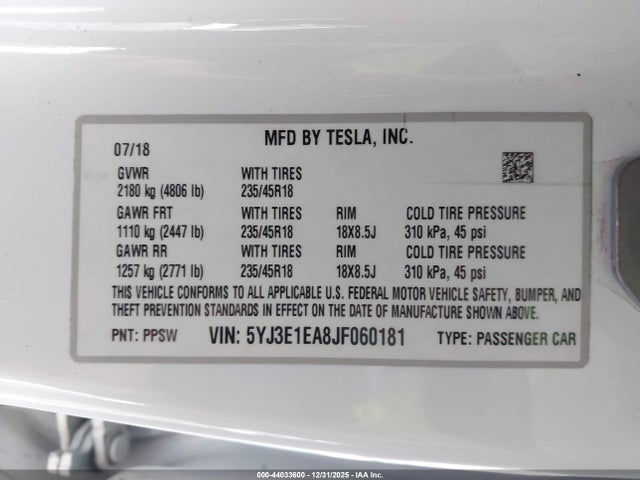 07/18 MFD BY TESLA, INC.
GVWR WITH TIRES
2180 kg (4806 lb) 235/45R18
GAWR FRT WITH TIRES RIM COLD TIRE PRESSURE
1110 kg (2447 lb) 235/45R18 18X8.5J 310 kPa, 45 psi
GAWR RR WITH TIRES RIM COLD TIRE PRESSURE
1257 kg (2771 lb) 235/45R18 18X8.5J 310 kPa, 45 psi
THIS VEHICLE CONFORMS TO ALL APPLICABLE U.S. FEDERAL MOTOR VEHICLE SAFETY, BUMPER, AND
THEFT PREVENTION STANDARDS IN EFFECT ON THE DATE OF MANUFACTURE SHOWN ABOVE.
PNT: PPSW VIN: 5YJ3E1EA8JF060181 TYPE: PASSENGER CAR
000-44033600 - 12/31/2025 - IAA Inc.